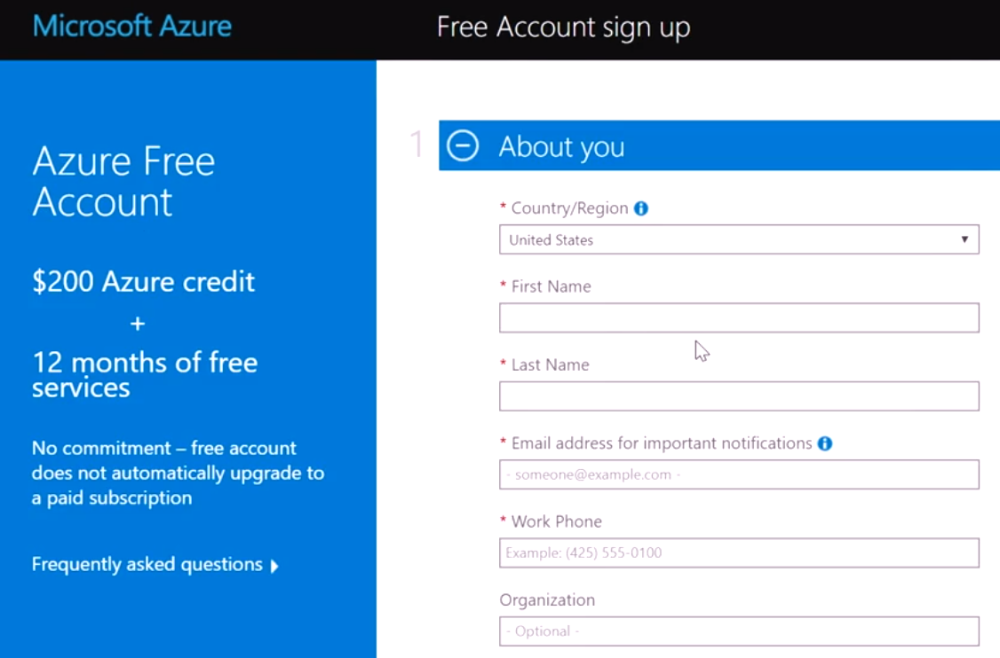 Microsoft Azure
Free Account sign up
Azure Free
Account
$200 Azure credit
+
12 months of free
services
No commitment – free account
does not automatically upgrade to
a paid subscription
Frequently asked questions
1
About you
* Country/Region
United States
* First Name
* Last Name
* Email address for important notifications
- someone@example.com -
* Work Phone
Example: (425) 555-0100
Organization
- Optional -